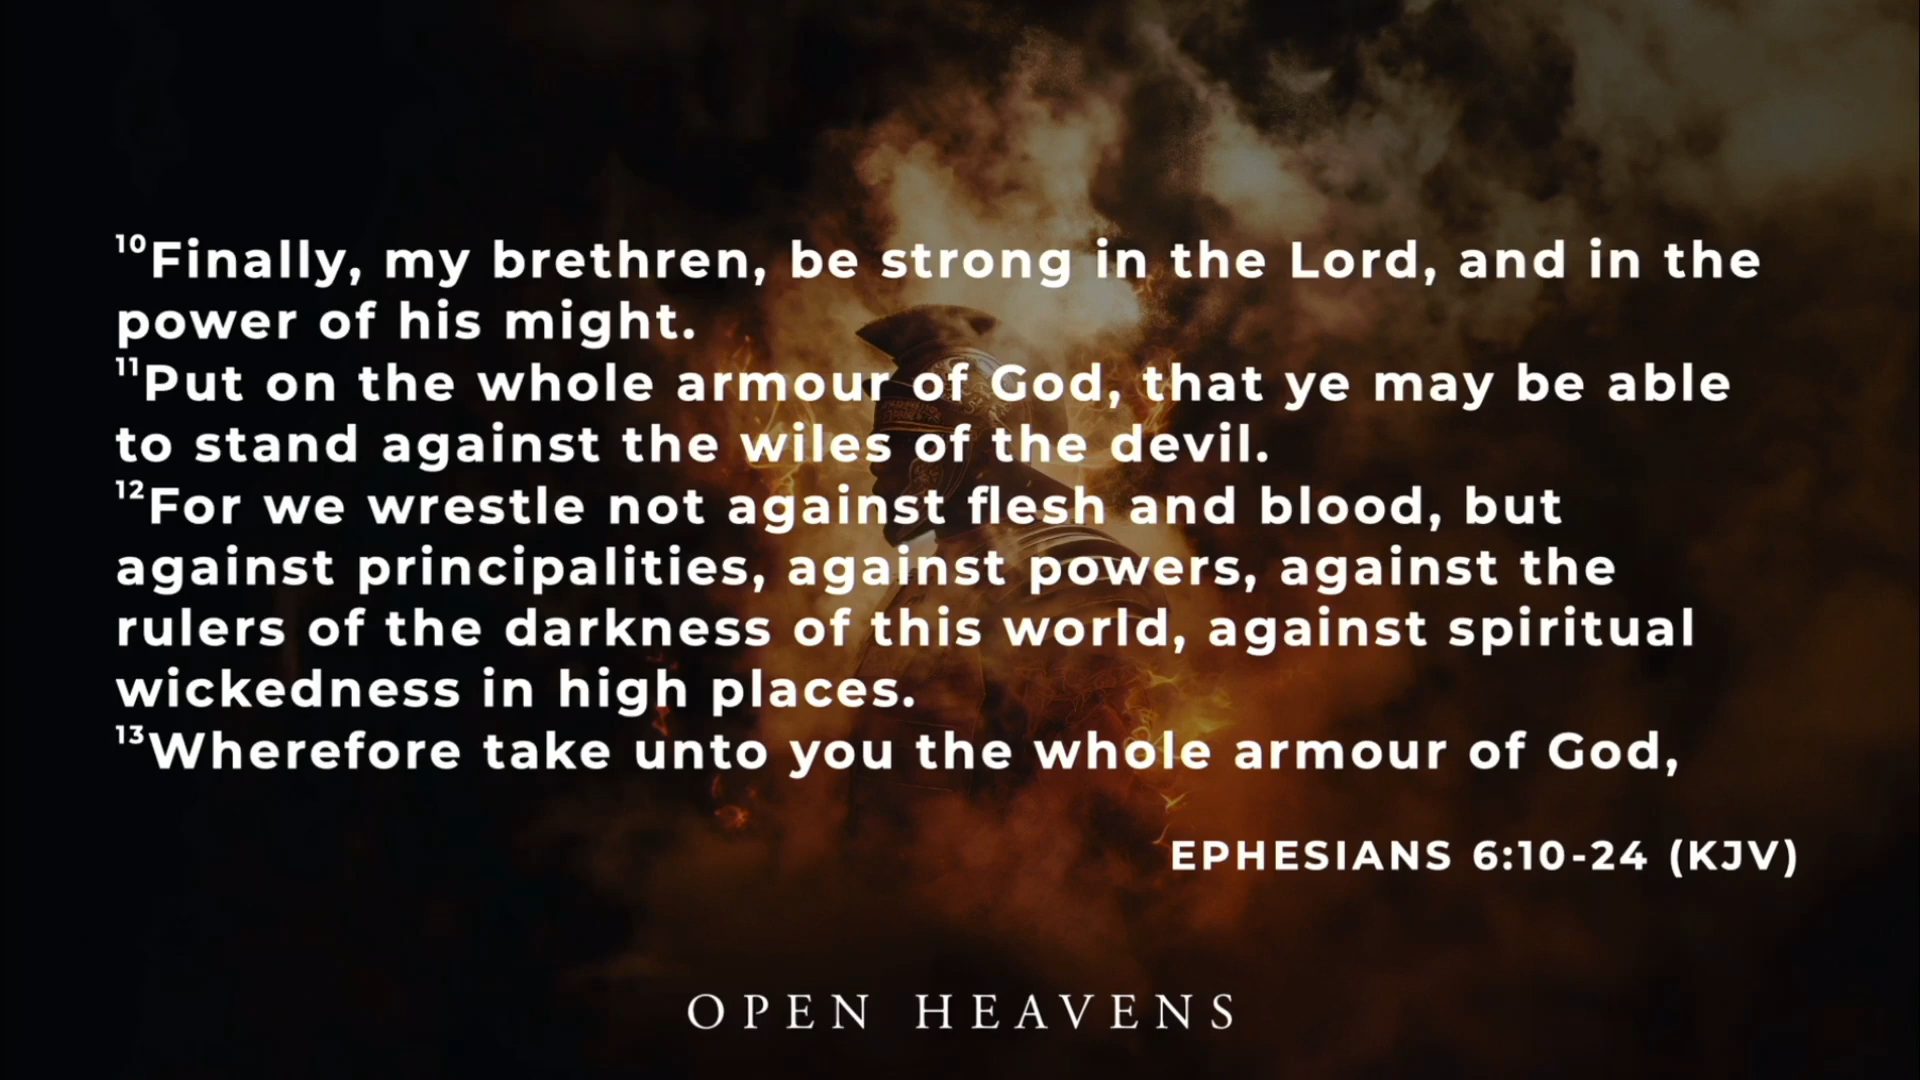 ¹⁰Finally, my brethren, be strong in the Lord, and in the
power of his might.
¹¹Put on the whole armour of God, that ye may be able
to stand against the wiles of the devil.
¹²For we wrestle not against flesh and blood, but
against principalities, against powers, against the
rulers of the darkness of this world, against spiritual
wickedness in high places.
¹³Wherefore take unto you the whole armour of God,
EPHESIANS 6:10-24 (KJV)
OPEN HEAVENS